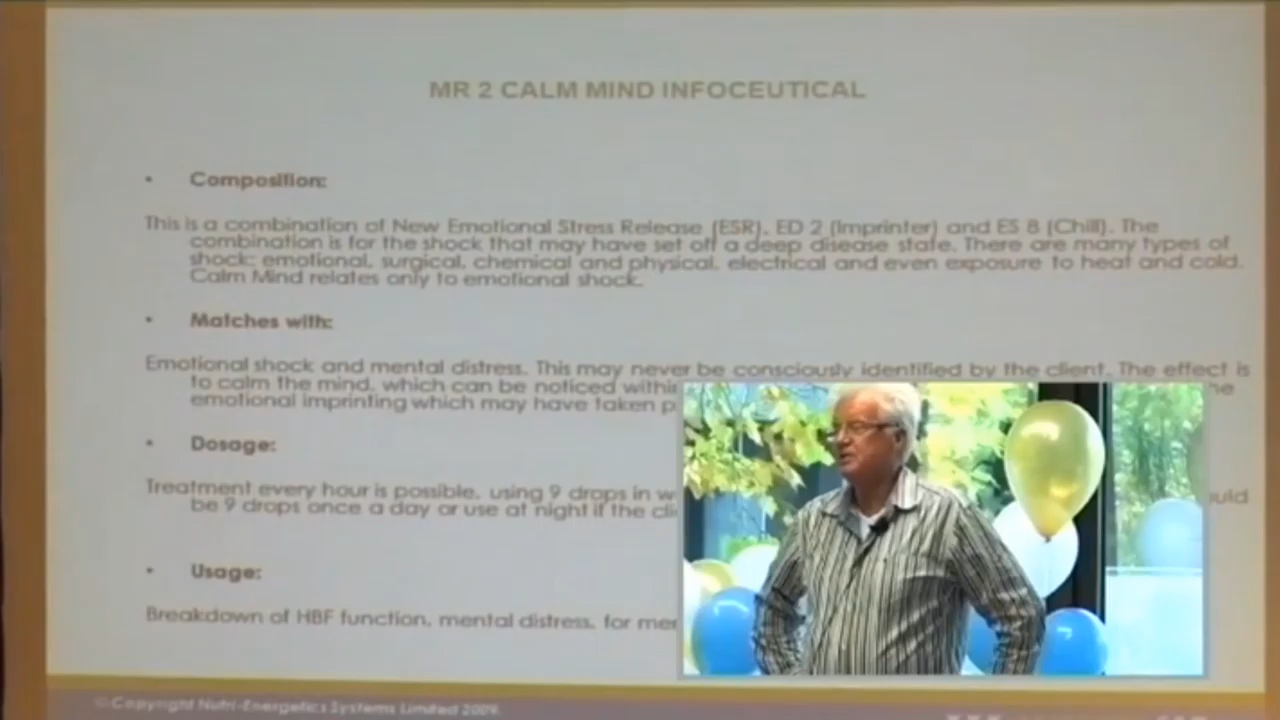 MR 2 CALM MIND INFOCEUTICAL
• Composition:
This is a combination of New Emotional Stress Release (ESR), ED 2 (Imprinter) and ES 8 (Chill). The
combination is for the shock that may have set off a deep disease state. There are many types of
shock: emotional, surgical, chemical and physical, electrical and even exposure to heat and cold.
Calm Mind relates only to emotional shock.
• Matches with:
Emotional shock and mental distress. This may never be consciously identified by the client. The effect is
to calm the mind, which can be noticed within
emotional imprinting which may have taken
• Dosage:
Treatment every hour is possible, using 9 drops in
be 9 drops once a day or use at night if the
• Usage:
Breakdown of HBF function, mental distress, for
©Copyright Nutri-Energetics Systems Limited 2009.